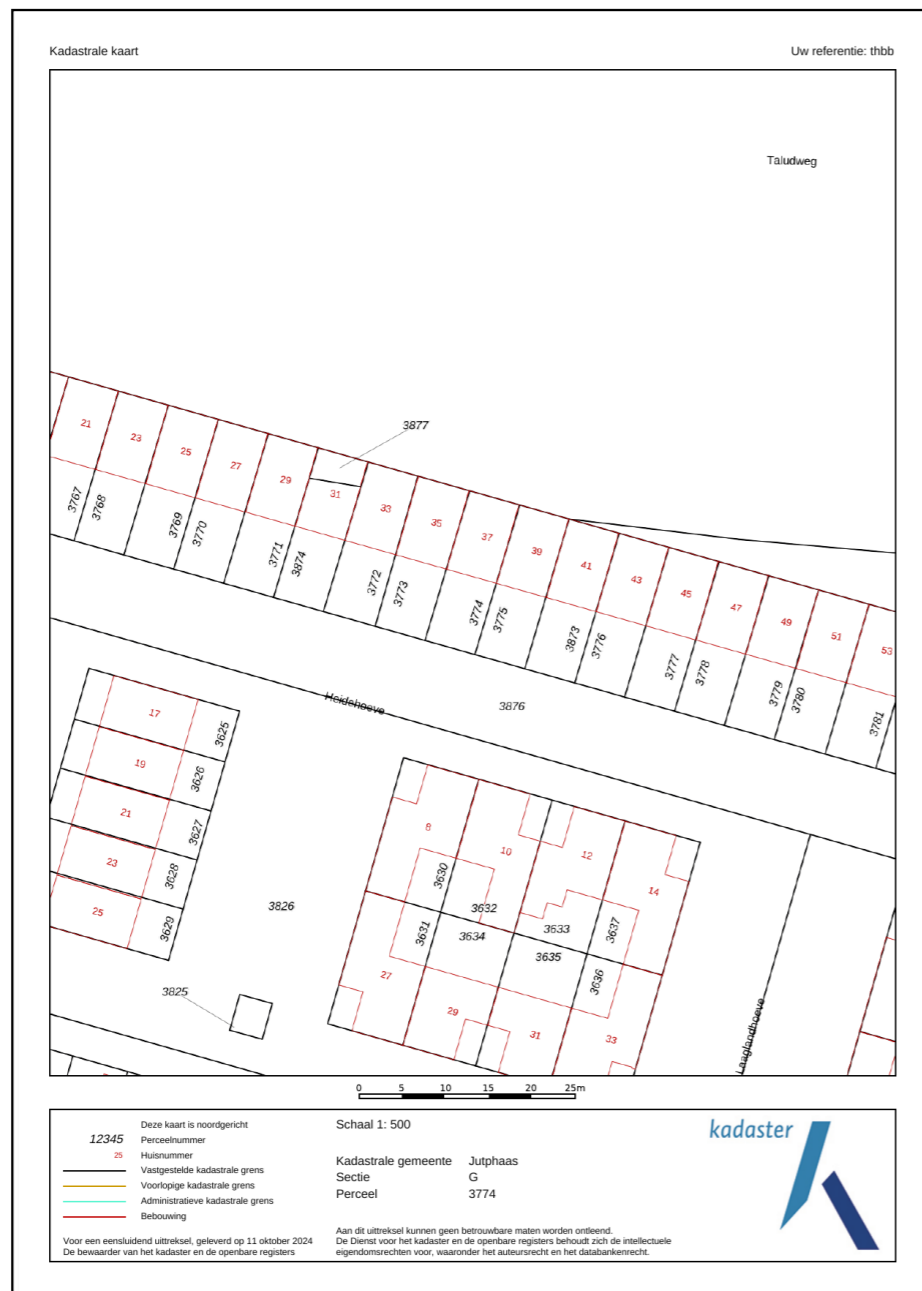 Kadastrale kaart
Uw referentie: thbb
Taludweg
3877
21
23
25
27
29
31
33
35
37
39
41
43
45
47
49
51
53
3767
3768
3769
3770
3771
3874
3772
3773
3774
3775
3873
3776
3777
3778
3779
3780
3781
Heidehoeve
3876
17
19
21
23
25
3625
3626
3627
3628
3629
3826
3825
8
10
12
14
3630
3632
3633
3637
3631
3634
3635
3636
27
29
31
33
Laaglandhoeve
0 5 10 15 20 25m
Deze kaart is noordgericht
12345 Perceelnummer
25 Huisnummer
Vastgestelde kadastrale grens
Voorlopige kadastrale grens
Administratieve kadastrale grens
Bebouwing
Voor een eensluidend uittreksel, geleverd op 11 oktober 2024
De bewaarder van het kadaster en de openbare registers
Schaal 1: 500
Kadastrale gemeente Jutphaas
Sectie G
Perceel 3774
Aan dit uittreksel kunnen geen betrouwbare maten worden ontleend.
De Dienst voor het kadaster en de openbare registers behoudt zich de intellectuele
eigendomsrechten voor, waaronder het auteursrecht en het databankenrecht.
kadaster